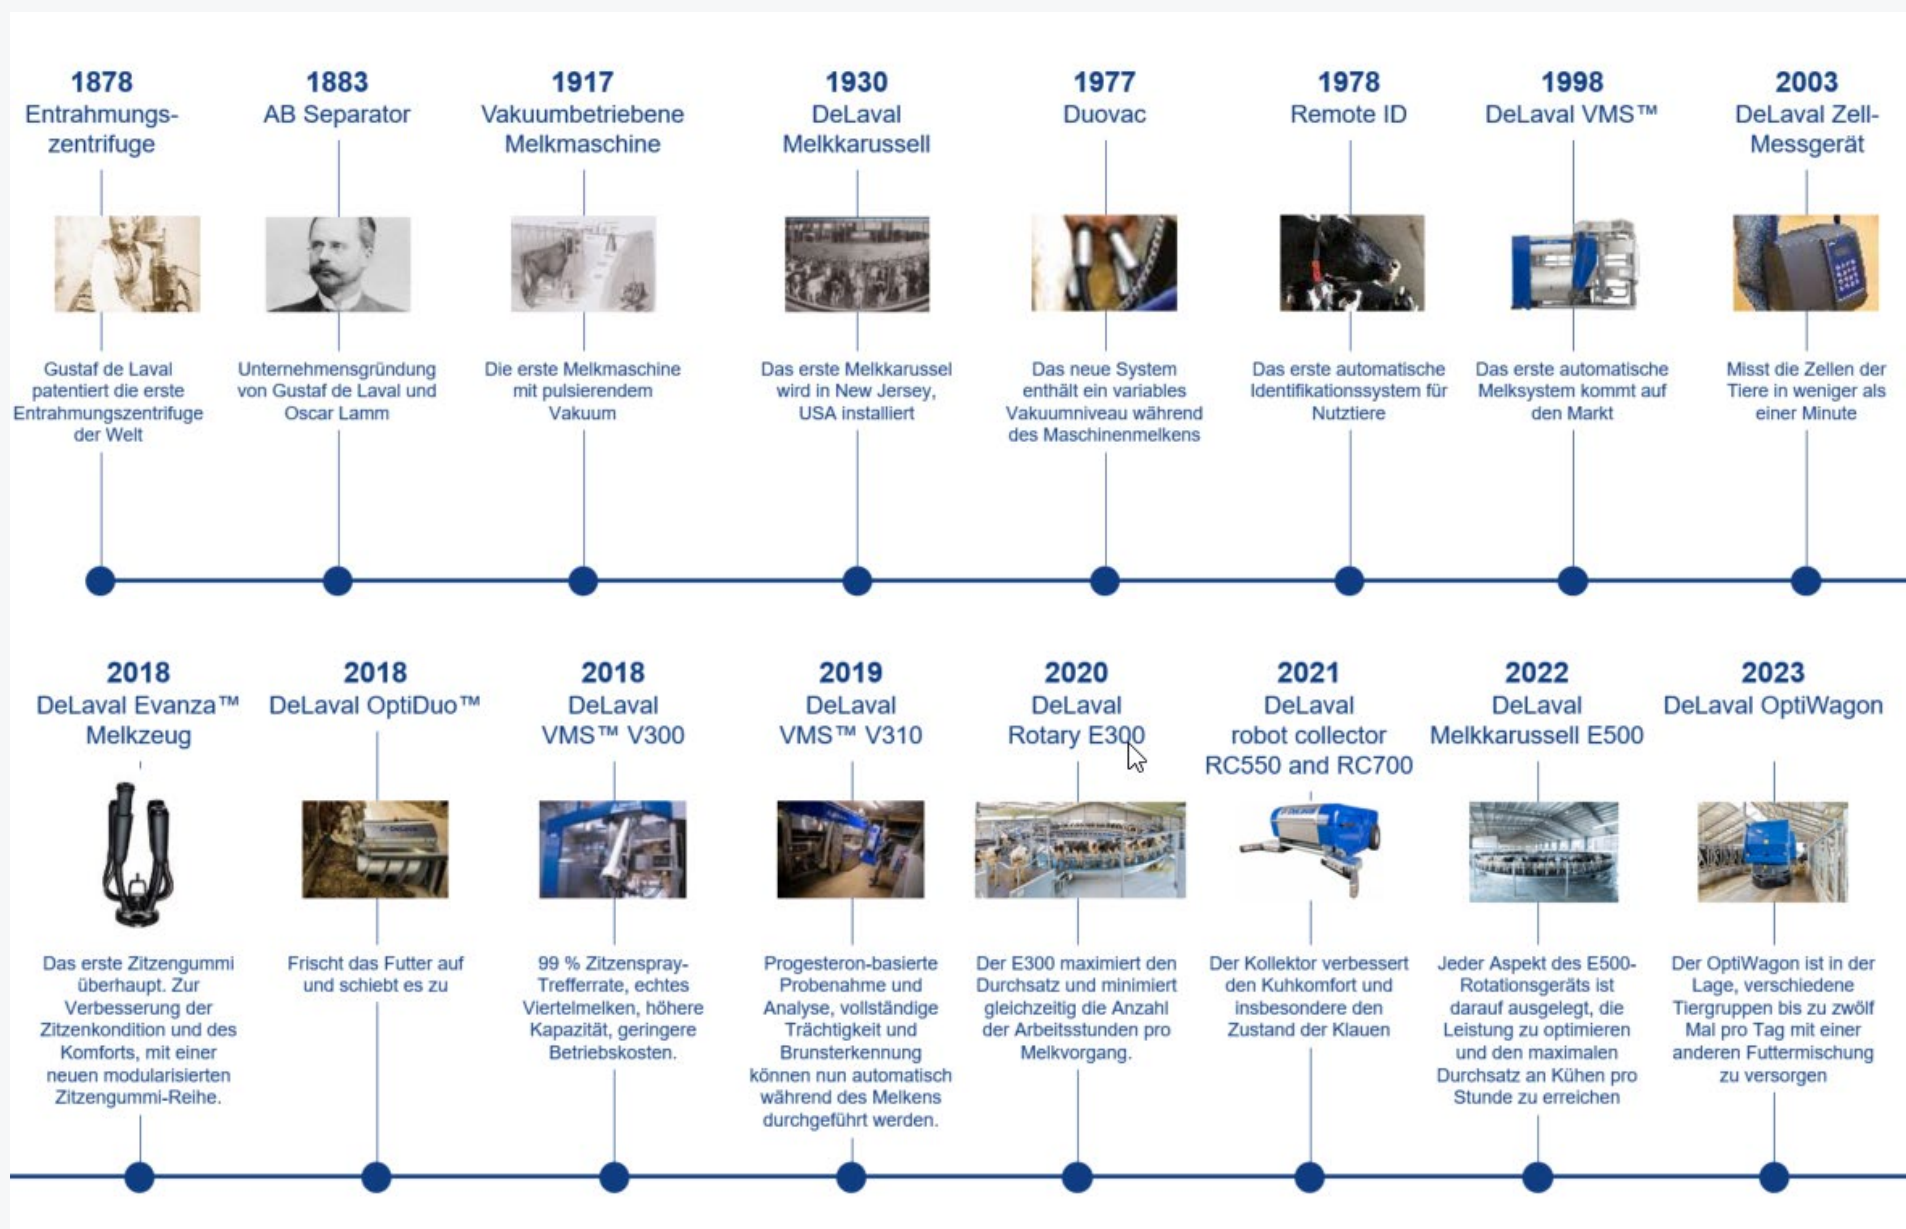 1878
Entrahmungs-
zentrifuge
Gustaf de Laval
patentiert die erste
Entrahmungszentrifuge
der Welt
1883
AB Separator
Unternehmensgründung
von Gustaf de Laval und
Oscar Lamm
1917
Vakuumbetriebene
Melkmaschine
Die erste Melkmaschine
mit pulsierendem
Vakuum
1930
DeLaval
Melkkarussell
Das erste Melkkarussel
wird in New Jersey,
USA installiert
1977
Duovac
Das neue System
enthält ein variables
Vakuumniveau während
des Maschinenmelkens
1978
Remote ID
Das erste automatische
Identifikationssystem für
Nutztiere
1998
DeLaval VMS™
Das erste automatische
Melksystem kommt auf
den Markt
2003
DeLaval Zell-
Messgerät
Misst die Zellen der
Tiere in weniger als
einer Minute
2018
DeLaval Evanza™
Melkzeug
Das erste Zitzengummi
überhaupt. Zur
Verbesserung der
Zitzenkondition und des
Komforts, mit einer
neuen modularisierten
Zitzengummi-Reihe.
2018
DeLaval OptiDuo™
DeLaval
Frischt das Futter auf
und schiebt es zu
2018
DeLaval
VMS™ V300
99 % Zitzenspray-
Trefferrate, echtes
Viertelmelken, höhere
Kapazität, geringere
Betriebskosten.
2019
DeLaval
VMS™ V310
Progesteron-basierte
Probenahme und
Analyse, vollständige
Trächtigkeit und
Brunsterkennung
können nun automatisch
während des Melkens
durchgeführt werden.
2020
DeLaval
Rotary E300
Der E300 maximiert den
Durchsatz und minimiert
gleichzeitig die Anzahl
der Arbeitsstunden pro
Melkvorgang.
2021
DeLaval
robot collector
RC550 and RC700
DeLaval
Der Kollektor verbessert
den Kuhkomfort und
insbesondere den
Zustand der Klauen
2022
DeLaval
Melkkarussell E500
Jeder Aspekt des E500-
Rotationsgeräts ist
darauf ausgelegt, die
Leistung zu optimieren
und den maximalen
Durchsatz an Kühen pro
Stunde zu erreichen
2023
DeLaval OptiWagon
Der OptiWagon ist in der
Lage, verschiedene
Tiergruppen bis zu zwölf
Mal pro Tag mit einer
anderen Futtermischung
zu versorgen